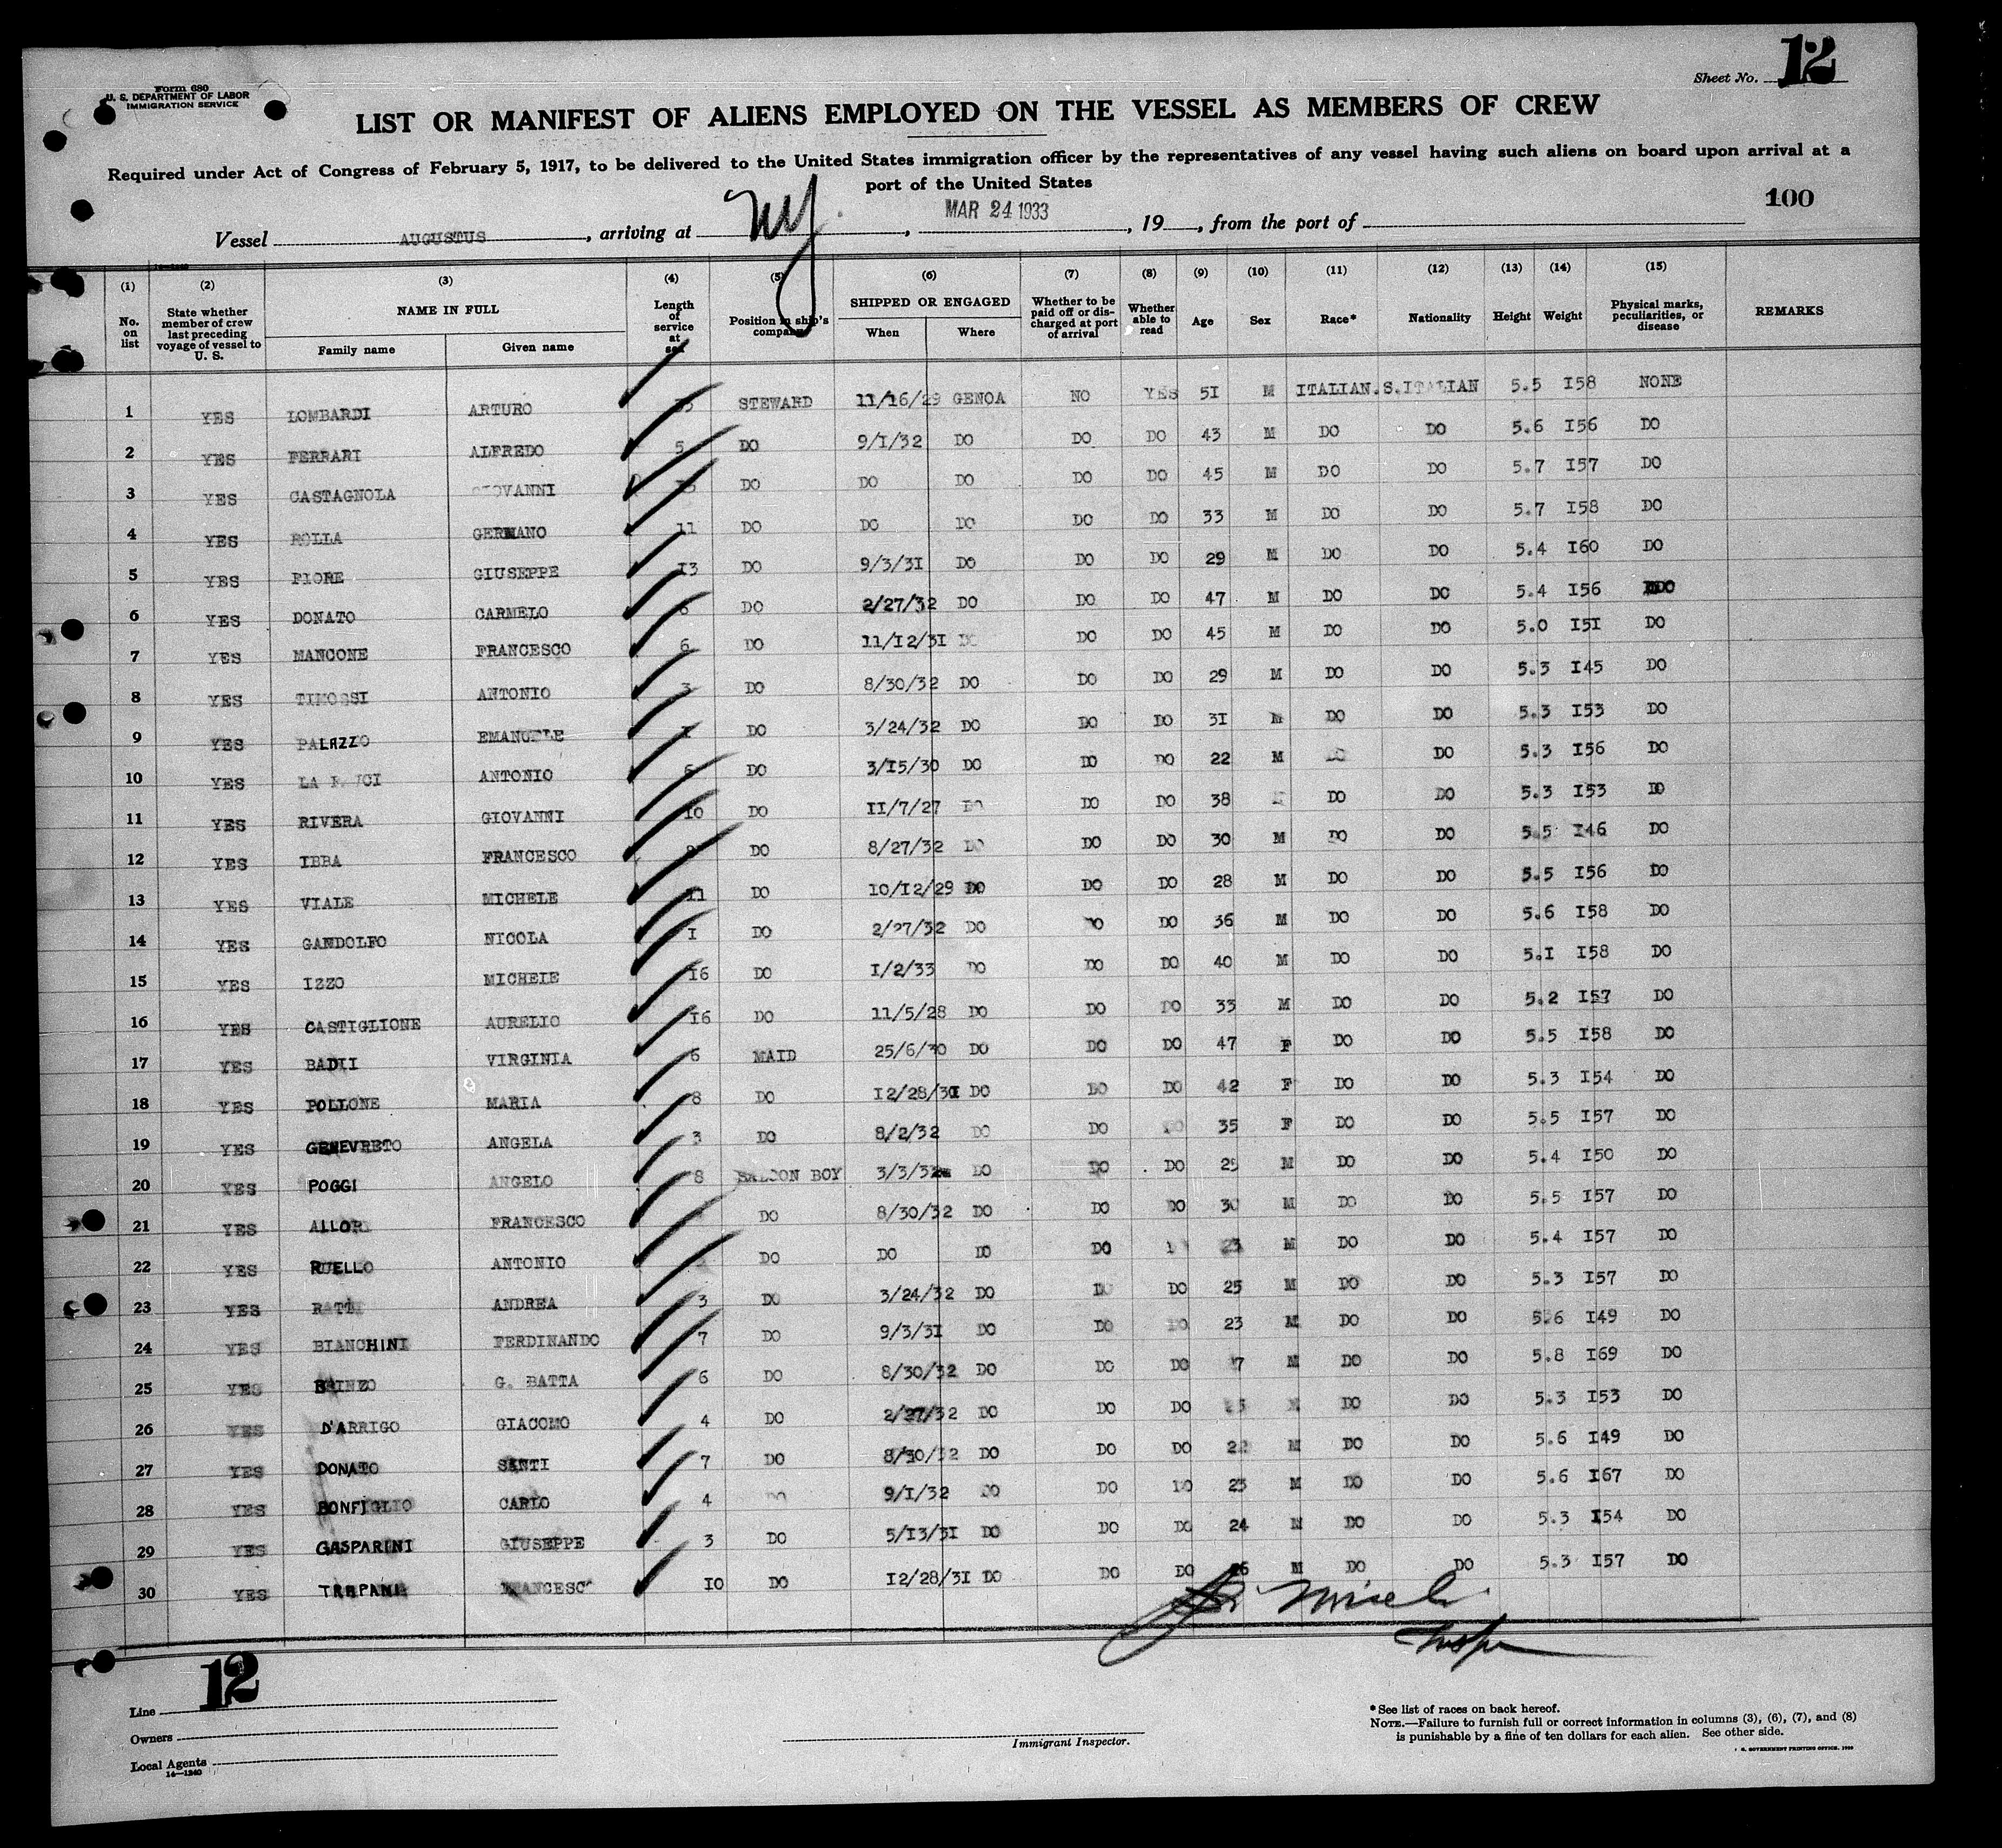 Form 680
U. S. DEPARTMENT OF LABOR
IMMIGRATION SERVICE
Sheet No. 12
LIST OR MANIFEST OF ALIENS EMPLOYED ON THE VESSEL AS MEMBERS OF CREW
Required under Act of Congress of February 5, 1917, to be delivered to the United States immigration officer by the representatives of any vessel having such aliens on board upon arrival at a
port of the United States
100
Vessel AUGUSTUS, arriving at NY, MAR 24 1933, 19, from the port of
(1) (2) (3) (4) (5) (6) (7) (8) (9) (10) (11) (12) (13) (14) (15)
No. on list State whether member of crew last preceding voyage of vessel to U. S. NAME IN FULL Family name Given name Length of service at sea Position in ship's company SHIPPED OR ENGAGED When Where Whether to be paid off or discharged at port of arrival Whether able to read Age Sex Race* Nationality Height Weight Physical marks, peculiarities, or disease REMARKS
1 YES LOMBARDI ARTURO STEWARD 11/16/29 GENOA NO YES 51 M ITALIAN.S. ITALIAN 5.5 158 NONE
2 YES FERRARI ALFREDO 5 DO 9/1/32 DO DO DO 43 M DO DO 5.6 156 DO
3 YES CASTAGNOLA GIOVANNI DO DO DO DO DO 45 M DO DO 5.7 157 DO
4 YES ROLLA GERMANO 11 DO DO DO DO DO 33 M DO DO 5.7 158 DO
5 YES FIORE GIUSEPPE 13 DO 9/3/31 DO DO DO 29 M DO DO 5.4 160 DO
6 YES DONATO CARMELO 6 DO 2/27/32 DO DO DO 47 M DO DO 5.4 156 DO
7 YES MANCONE FRANCESCO 6 DO 11/12/31 DO DO DO 45 M DO DO 5.0 151 DO
8 YES TIMOSSI ANTONIO 3 DO 8/30/32 DO DO DO 29 M DO DO 5.3 145 DO
9 YES PALAZZO EMANUELE DO 3/24/32 DO DO DO 31 M DO DO 5.3 153 DO
10 YES LA ANTONIO 6 DO 3/15/30 DO DO DO 22 M DO DO 5.3 156 DO
11 YES RIVERA GIOVANNI 10 DO 11/7/27 DO DO DO 38 DO DO 5.3 153 DO
12 YES IBBA FRANCESCO DO 8/27/32 DO DO DO 30 M DO DO 5.5 146 DO
13 YES VIALE MICHELE 11 DO 10/12/29 DO DO DO 28 M DO DO 5.5 156 DO
14 YES GANDOLFO NICOLA 1 DO 2/27/32 DO DO DO 36 M DO DO 5.6 158 DO
15 YES IZZO MICHELE 16 DO 1/2/33 DO DO DO 40 M DO DO 5.1 158 DO
16 YES CASTIGLIONE AURELIO 16 DO 11/5/28 DO DO DO 33 M DO DO 5.2 157 DO
17 YES BADII VIRGINIA 6 MAID 25/6/30 DO DO DO 47 F DO DO 5.5 158 DO
18 YES POLLONE MARIA 8 DO 12/28/31 DO DO DO 42 F DO DO 5.3 154 DO
19 YES GENEVRETO ANGELA 3 DO 8/2/32 DO DO DO 35 F DO DO 5.5 157 DO
20 YES POGGI ANGELO 8 SALOON BOY 3/3/32 DO DO DO 29 M DO DO 5.4 150 DO
21 YES ALLORI FRANCESCO DO 8/30/32 DO DO DO 30 M DO DO 5.5 157 DO
22 YES RUELLO ANTONIO DO DO DO DO 23 M DO DO 5.4 157 DO
23 YES RATTI ANDREA 3 DO 3/24/32 DO DO DO 25 M DO DO 5.3 157 DO
24 YES BIANCHINI FERDINANDO 7 DO 9/3/31 DO DO DO 23 M DO DO 5.6 149 DO
25 YES G. BATTA 6 DO 8/30/32 DO DO DO M DO DO 5.8 169 DO
26 YES D'ARRIGO GIACOMO 4 DO 2/27/32 DO DO DO DO DO 5.3 153 DO
27 YES DONATO SANTI 7 DO 8/30/32 DO DO DO 22 M DO DO 5.6 149 DO
28 YES BONFIGLIO CARLO 4 DO 9/1/32 DO DO DO 23 M DO DO 5.6 167 DO
29 YES GASPARINI GIUSEPPE 3 DO 5/13/31 DO DO DO 24 M DO DO 5.3 154 DO
30 YES TRAPANI FRANCESCO 10 DO 12/28/31 DO DO DO 26 M DO DO 5.3 157 DO
12
Line
Owners
Local Agents
14—1240
Immigrant Inspector.
* See list of races on back hereof.
NOTE.—Failure to furnish full or correct information in columns (3), (6), (7), and (8)
is punishable by a fine of ten dollars for each alien. See other side.